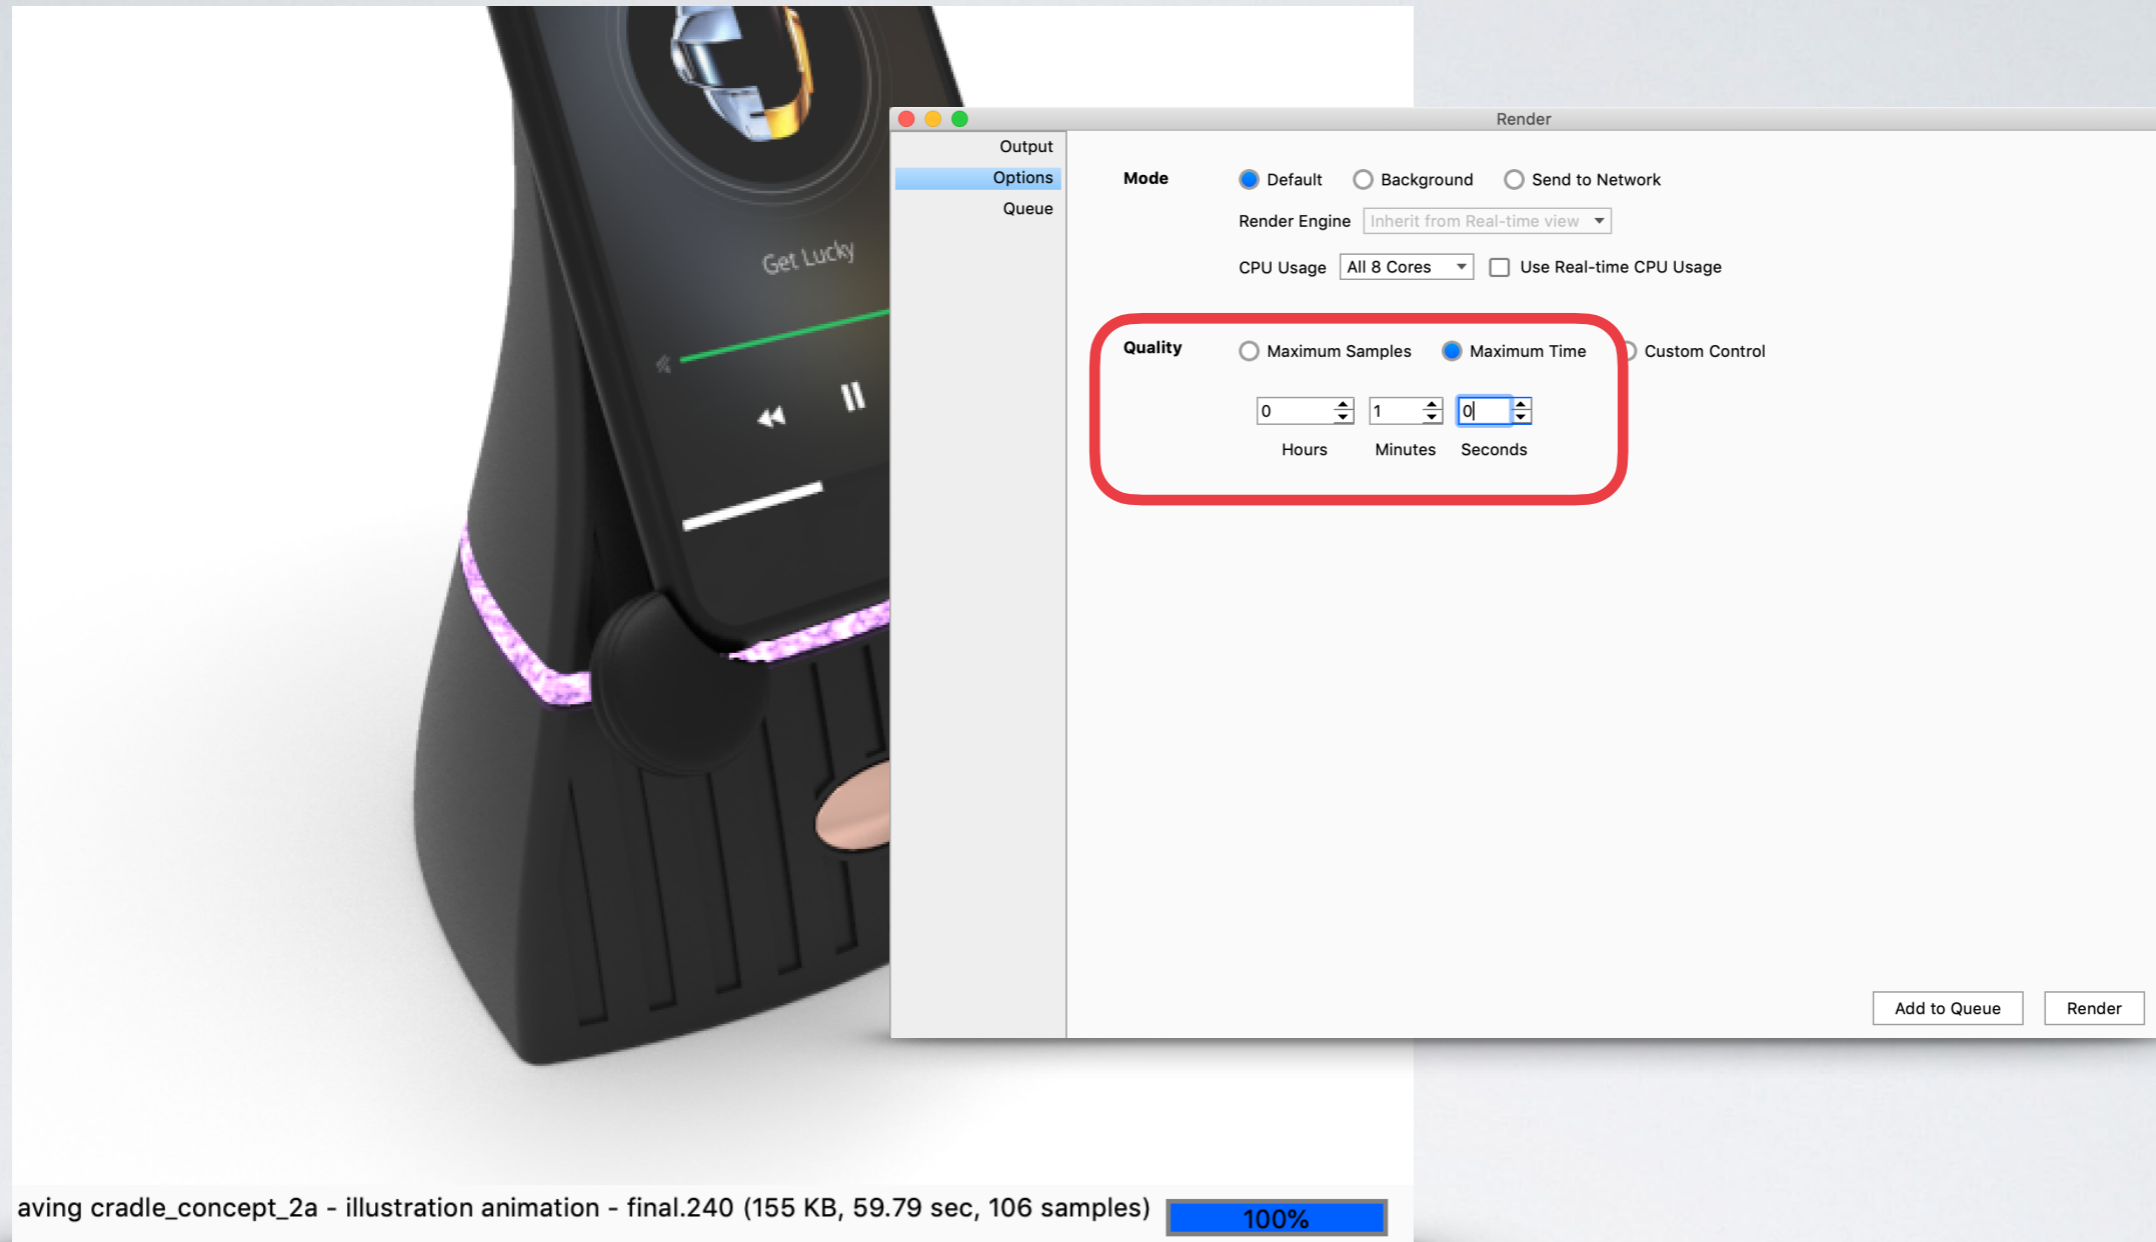 Render
Output
Options
Queue
Mode
Default
Background
Send to Network
Render Engine
Inherit from Real-time view
CPU Usage
All 8 Cores
Use Real-time CPU Usage
Quality
Maximum Samples
Maximum Time
Custom Control
0
1
0
Hours
Minutes
Seconds
Get Lucky
Add to Queue
Render
aving cradle_concept_2a - illustration animation - final.240 (155 KB, 59.79 sec, 106 samples)
100%